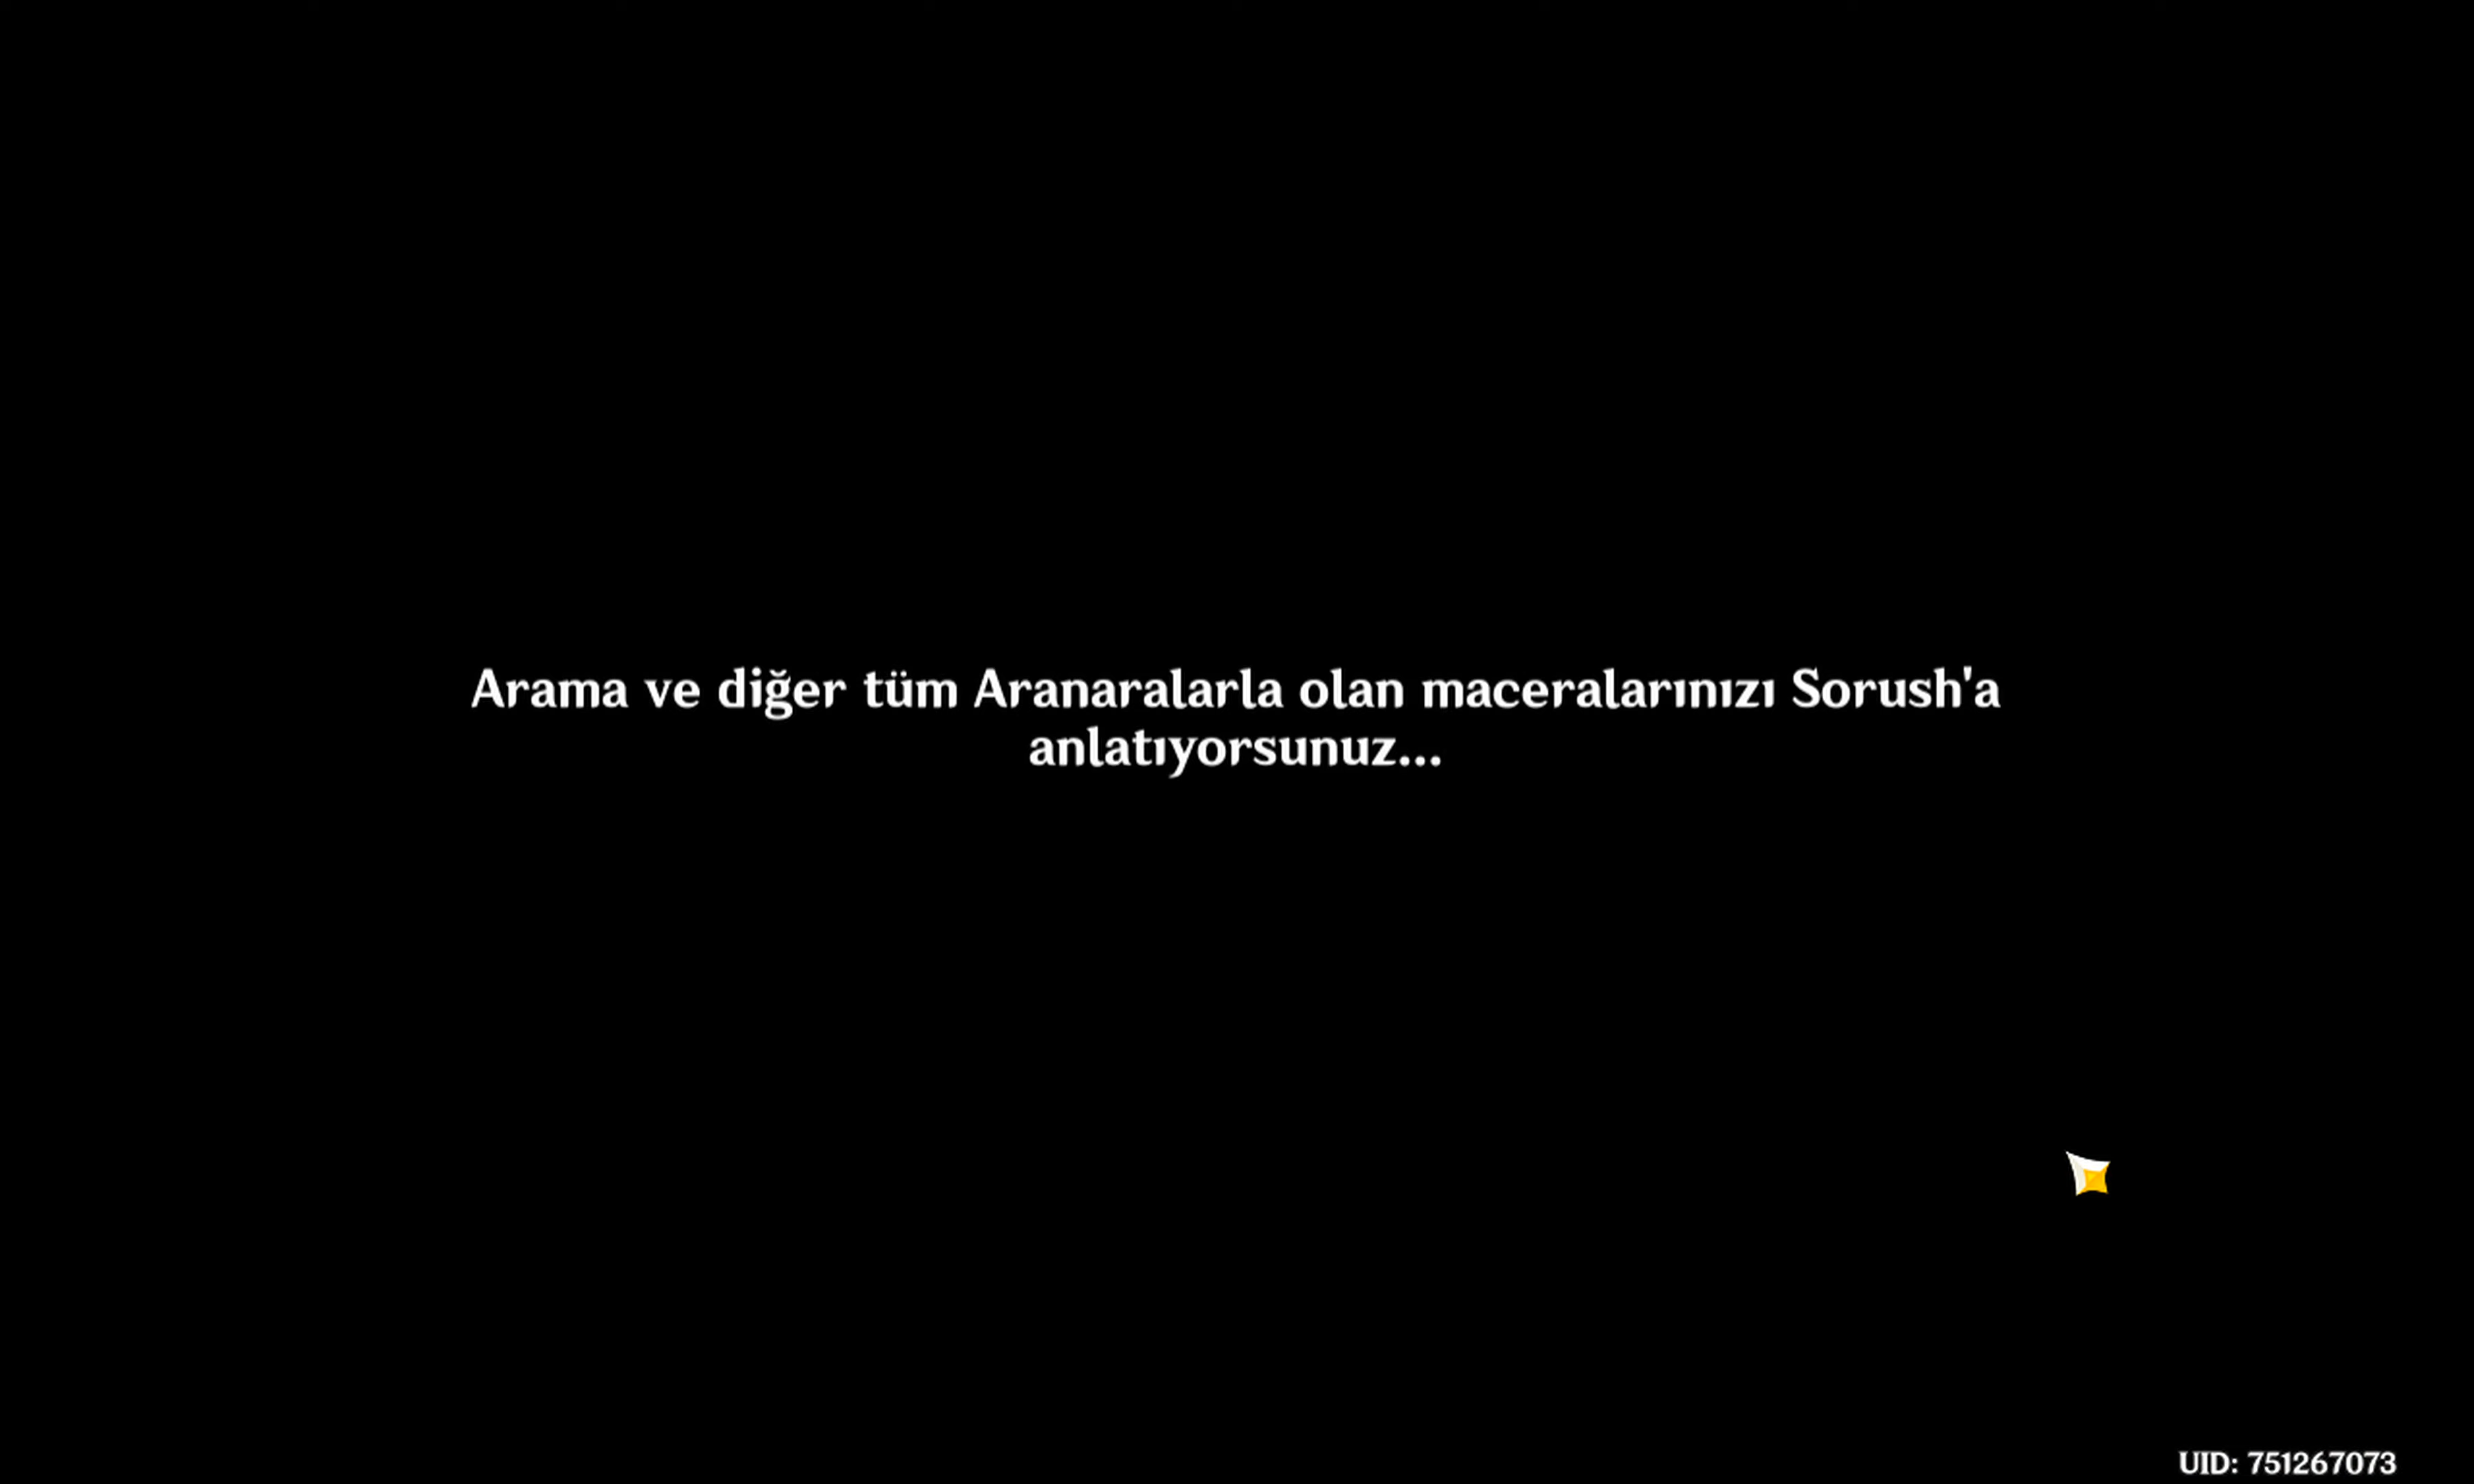 Arama ve diğer tüm Aranaralarla olan maceralarınızı Sorush'a
anlatıyorsunuz...
UID: 751267073